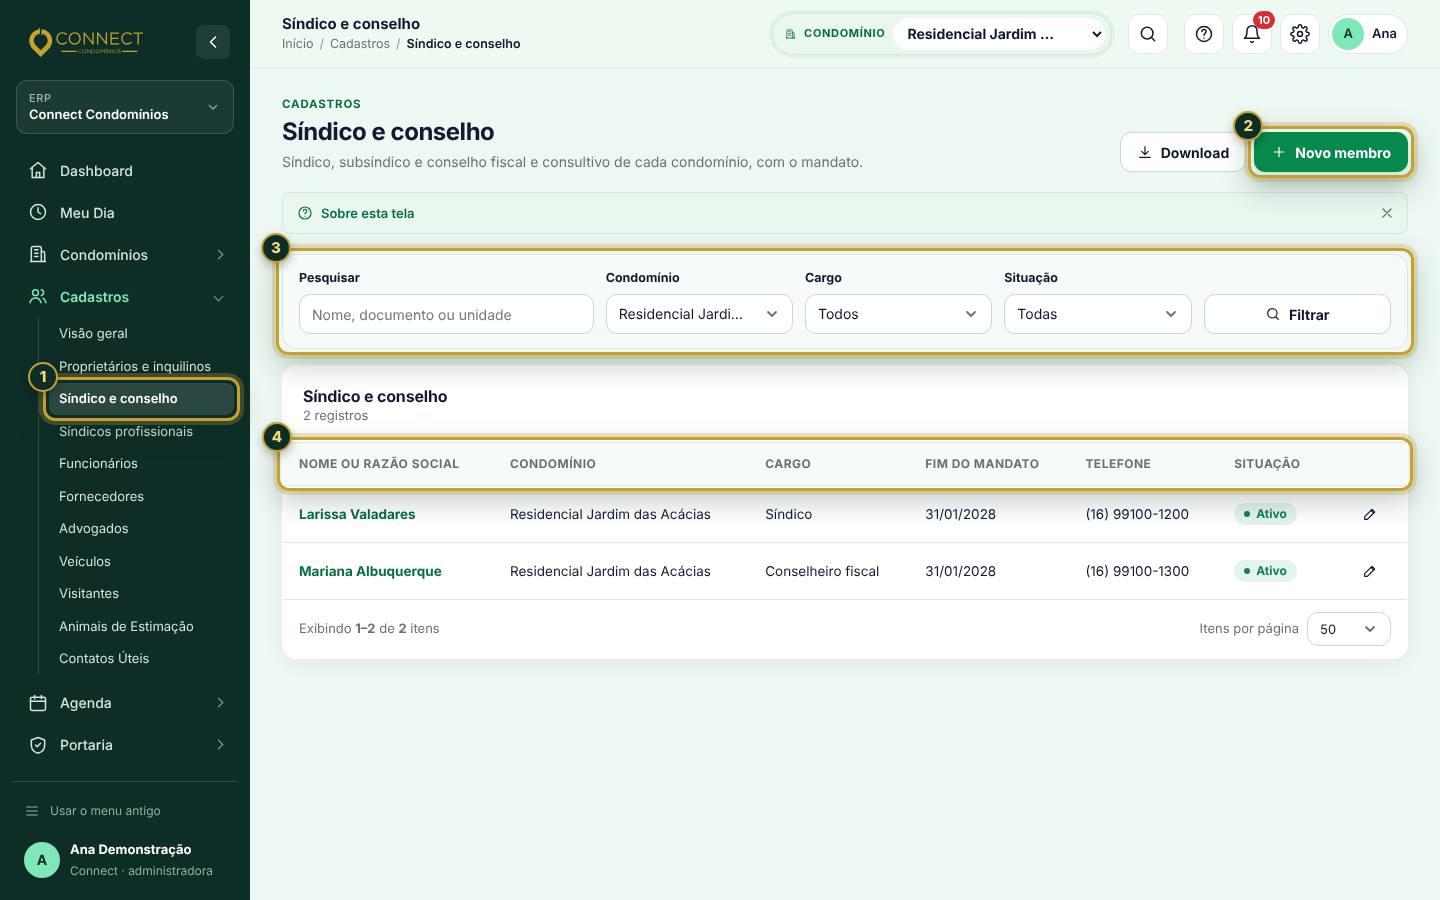 CONNECT
CONDOMÍNIOS
ERP
Connect Condomínios
Dashboard
Meu Dia
Condomínios
Cadastros
Visão geral
Proprietários e inquilinos
1
Síndico e conselho
Síndicos profissionais
Funcionários
Fornecedores
Advogados
Veículos
Visitantes
Animais de Estimação
Contatos Úteis
Agenda
Portaria
Usar o menu antigo
A
Ana Demonstração
Connect · administradora
Síndico e conselho
Início / Cadastros / Síndico e conselho
CONDOMÍNIO
Residencial Jardim ...
10
A
Ana
CADASTROS
Síndico e conselho
Síndico, subsíndico e conselho fiscal e consultivo de cada condomínio, com o mandato.
Download
2
Novo membro
Sobre esta tela
3
Pesquisar Condomínio Cargo Situação
Nome, documento ou unidade Residencial Jardi... Todos Todas Filtrar
Síndico e conselho
2 registros
4
NOME OU RAZÃO SOCIAL CONDOMÍNIO CARGO FIM DO MANDATO TELEFONE SITUAÇÃO
Larissa Valadares Residencial Jardim das Acácias Síndico 31/01/2028 (16) 99100-1200 Ativo
Mariana Albuquerque Residencial Jardim das Acácias Conselheiro fiscal 31/01/2028 (16) 99100-1300 Ativo
Exibindo 1–2 de 2 itens Itens por página 50